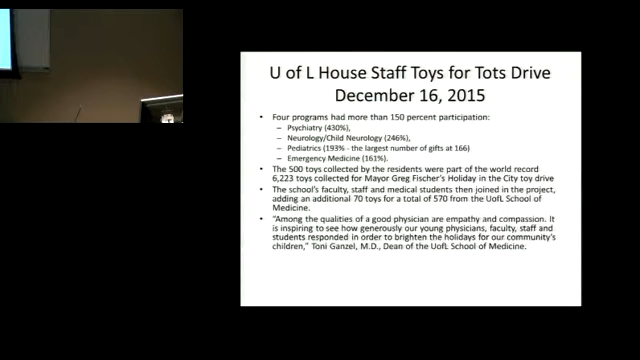 U of L House Staff Toys for Tots Drive
December 16, 2015
• Four programs had more than 150 percent participation:
– Psychiatry (430%),
– Neurology/Child Neurology (246%),
– Pediatrics (193% - the largest number of gifts at 166)
– Emergency Medicine (161%).
• The 500 toys collected by the residents were part of the world record
6,223 toys collected for Mayor Greg Fischer's Holiday in the City toy drive
• The school's faculty, staff and medical students then joined in the project,
adding an additional 70 toys for a total of 570 from the UofL School of
Medicine.
• "Among the qualities of a good physician are empathy and compassion. It
is inspiring to see how generously our young physicians, faculty, staff and
students responded in order to brighten the holidays for our community's
children," Toni Ganzel, M.D., Dean of the UofL School of Medicine.